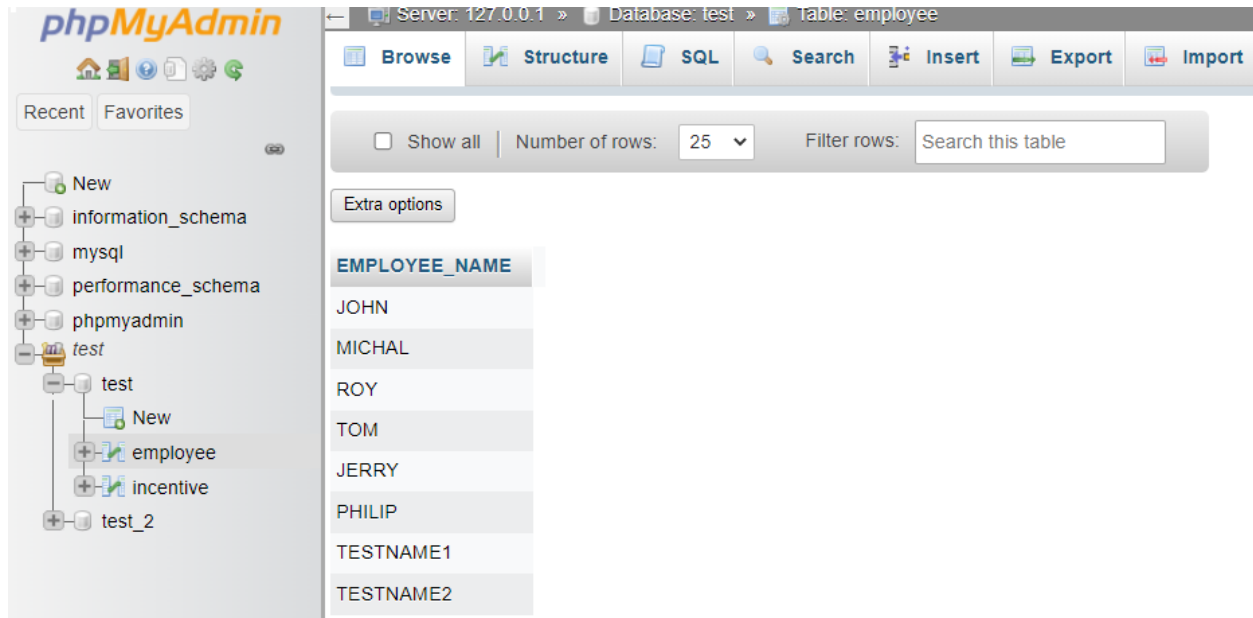 phpMyAdmin
Recent Favorites
New
information_schema
mysql
performance_schema
phpmyadmin
test
test
New
employee
incentive
test_2
← Server: 127.0.0.1 » Database: test » Table: employee
Browse Structure SQL Search Insert Export Import
Show all | Number of rows: 25 Filter rows: Search this table
Extra options
EMPLOYEE_NAME
JOHN
MICHAL
ROY
TOM
JERRY
PHILIP
TESTNAME1
TESTNAME2